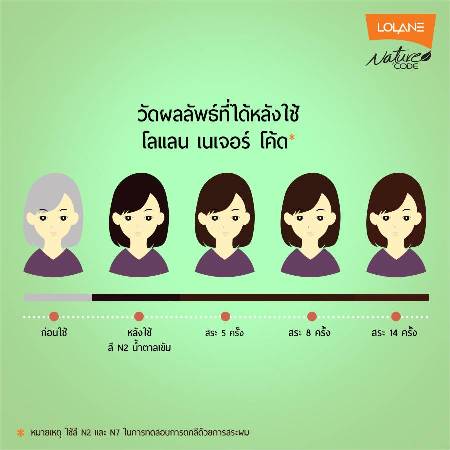 LOLANE
Nature
CODE
วัดผลลัพธ์ที่ได้หลังใช้
โลแลน เนเจอร์ โค้ด*
ก่อนใช้
หลังใช้
สี N2 น้ำตาลเข้ม
สระ 5 ครั้ง
สระ 8 ครั้ง
สระ 14 ครั้ง
* หมายเหตุ ใช้สี N2 และ N7 ในการทดสอบการตกสีด้วยการสระผม